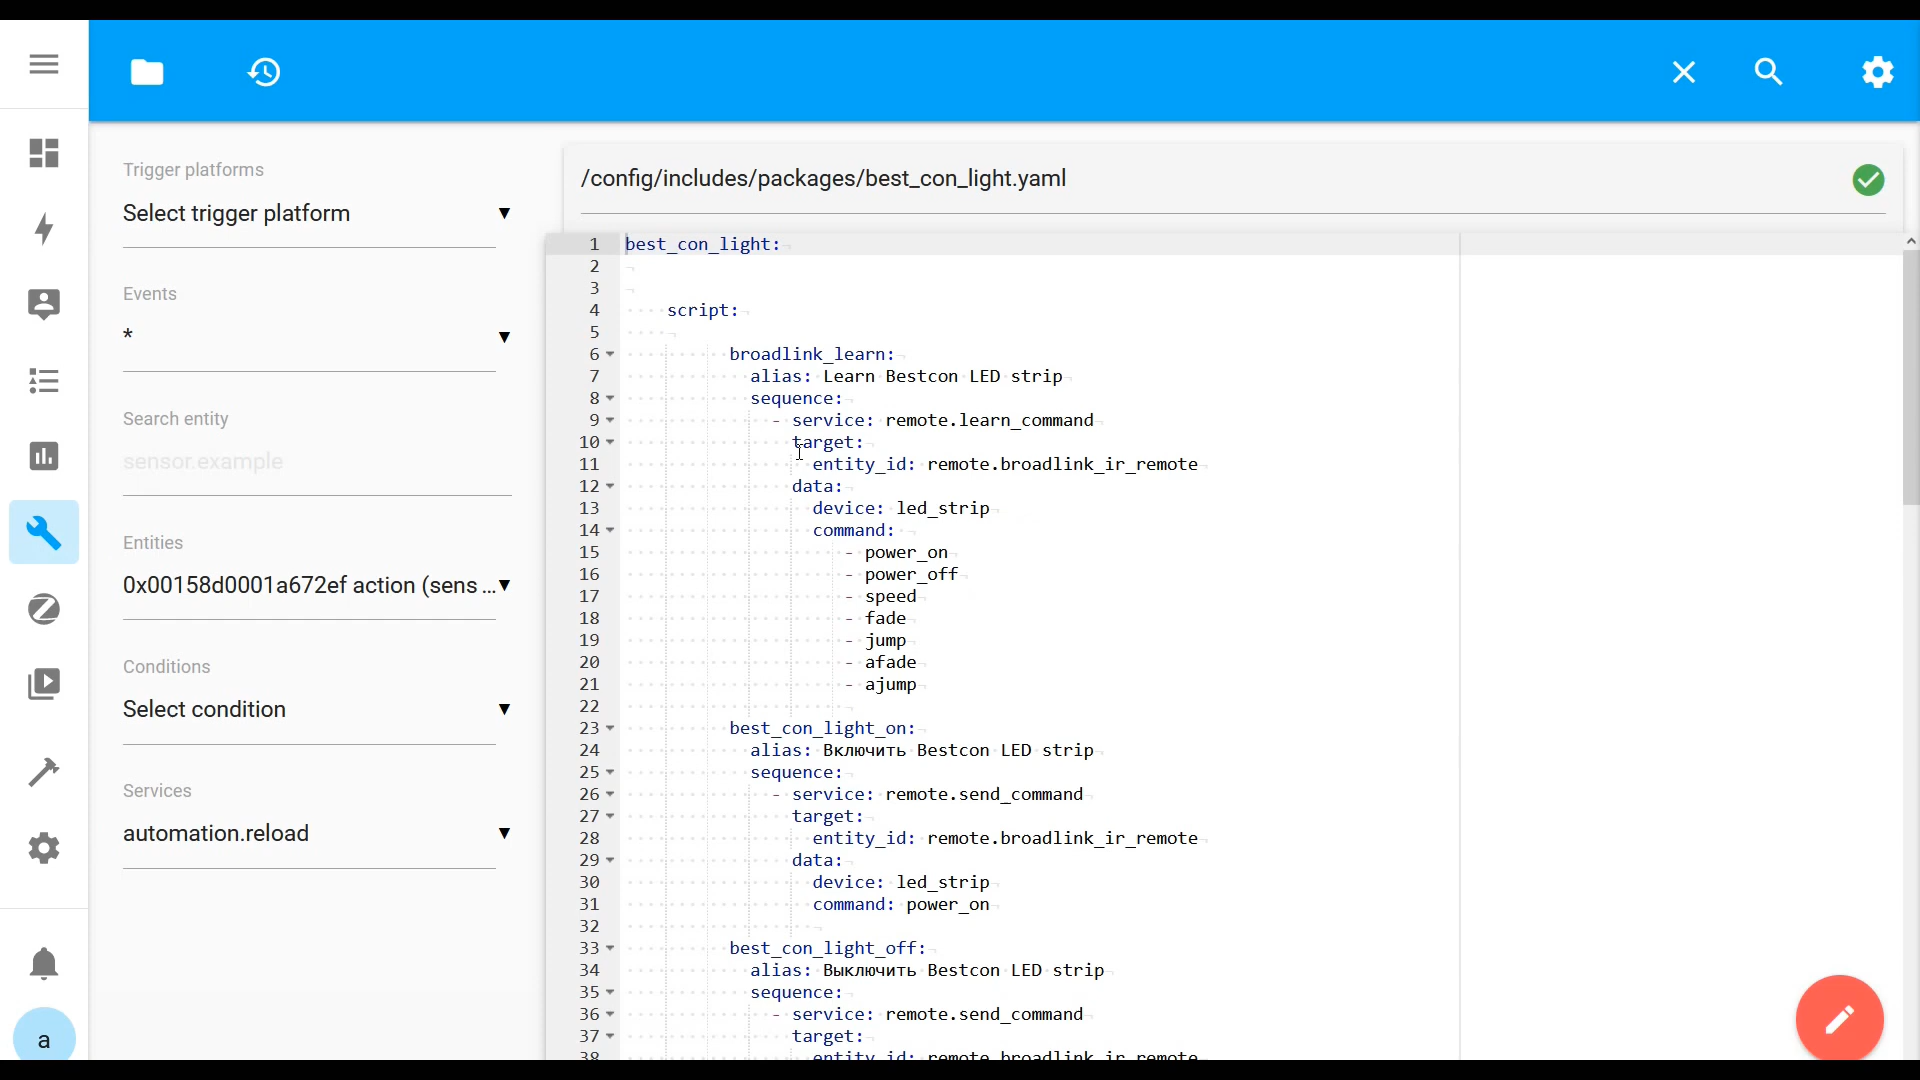 /config/includes/packages/best_con_light.yaml
Trigger platforms
Select trigger platform
Events
*
Search entity
sensor.example
Entities
0x00158d0001a672ef action (sens ...
Conditions
Select condition
Services
automation.reload
a
1 best_con_light:
2
3
4 script:
5
6 broadlink_learn:
7 alias: Learn Bestcon LED strip
8 sequence:
9 - service: remote.learn_command
10 target:
11 entity_id: remote.broadlink_ir_remote
12 data:
13 device: led_strip
14 command:
15 - power_on
16 - power_off
17 - speed
18 - fade
19 - jump
20 - afade
21 - ajump
22
23 best_con_light_on:
24 alias: Включить Bestcon LED strip
25 sequence:
26 - service: remote.send_command
27 target:
28 entity_id: remote.broadlink_ir_remote
29 data:
30 device: led_strip
31 command: power_on
32
33 best_con_light_off:
34 alias: Выключить Bestcon LED strip
35 sequence:
36 - service: remote.send_command
37 target:
38 entity_id: remote.broadlink_ir_remote